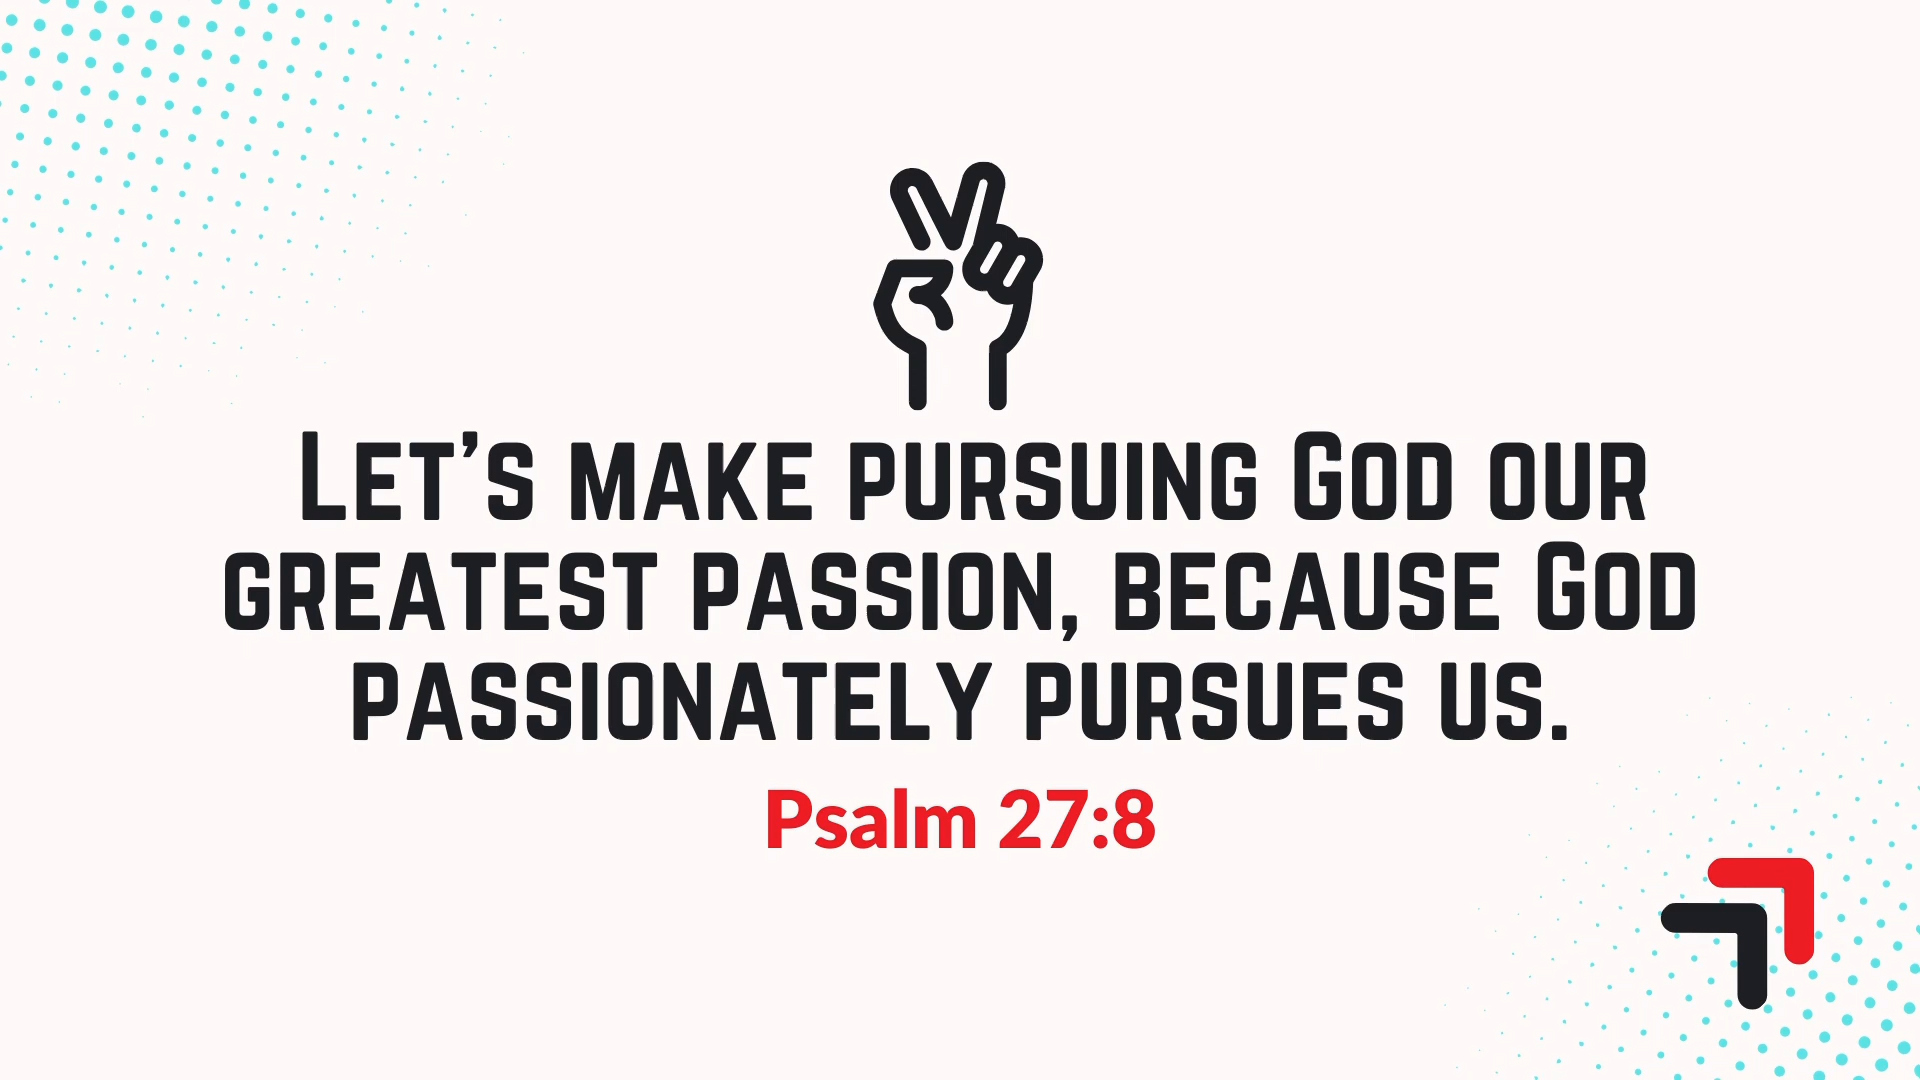 Let's make pursuing God our
greatest passion, because God
passionately pursues us.
Psalm 27:8